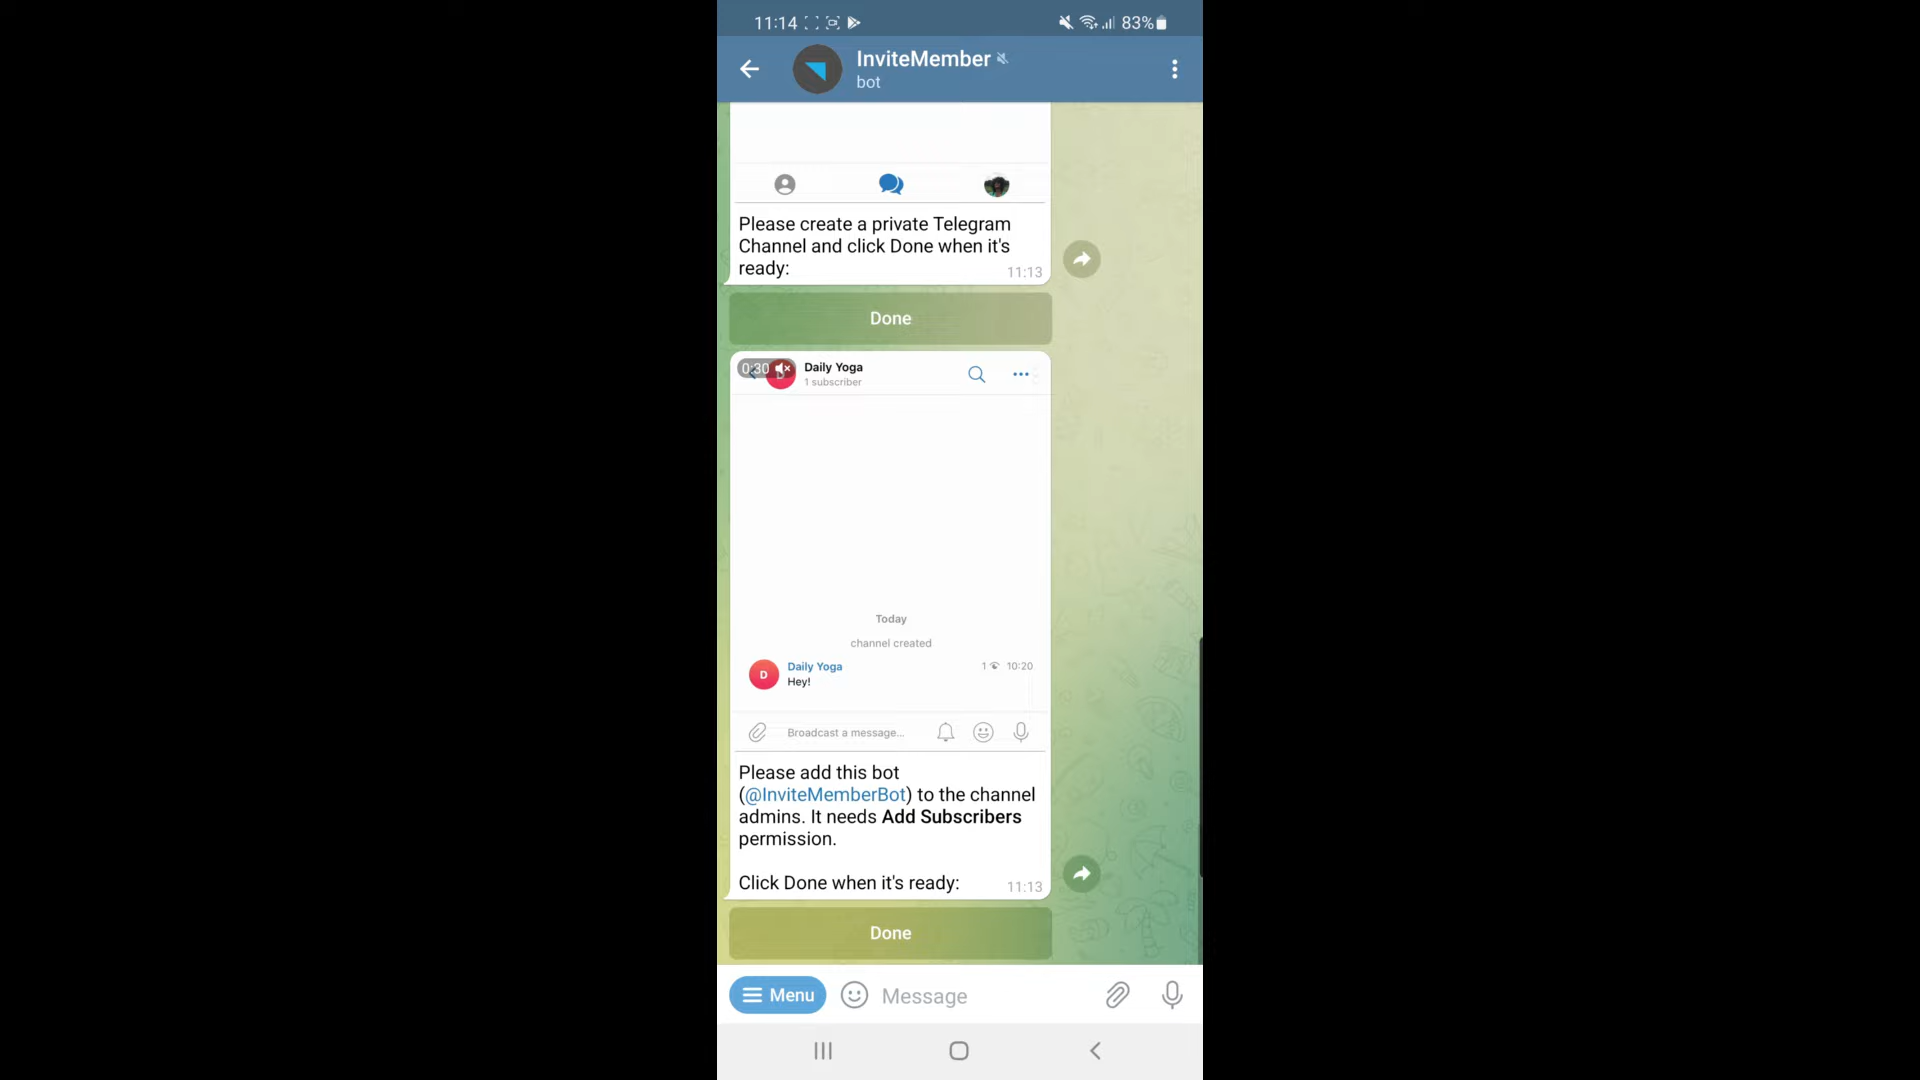 11:14
83%
InviteMember
bot
Please create a private Telegram
Channel and click Done when it's
ready:
11:13
Done
0:30
Daily Yoga
1 subscriber
Today
channel created
Daily Yoga
1 10:20
D
Hey!
Broadcast a message...
Please add this bot
(@InviteMemberBot) to the channel
admins. It needs Add Subscribers
permission.
Click Done when it's ready:
11:13
Done
Menu
Message